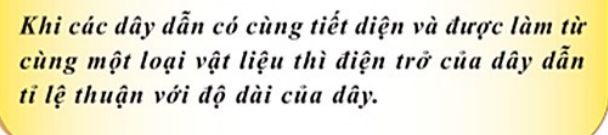 Khi các dây dẫn có cùng tiết diện và được làm từ
cùng một loại vật liệu thì điện trở của dây dẫn
tỉ lệ thuận với độ dài của dây.